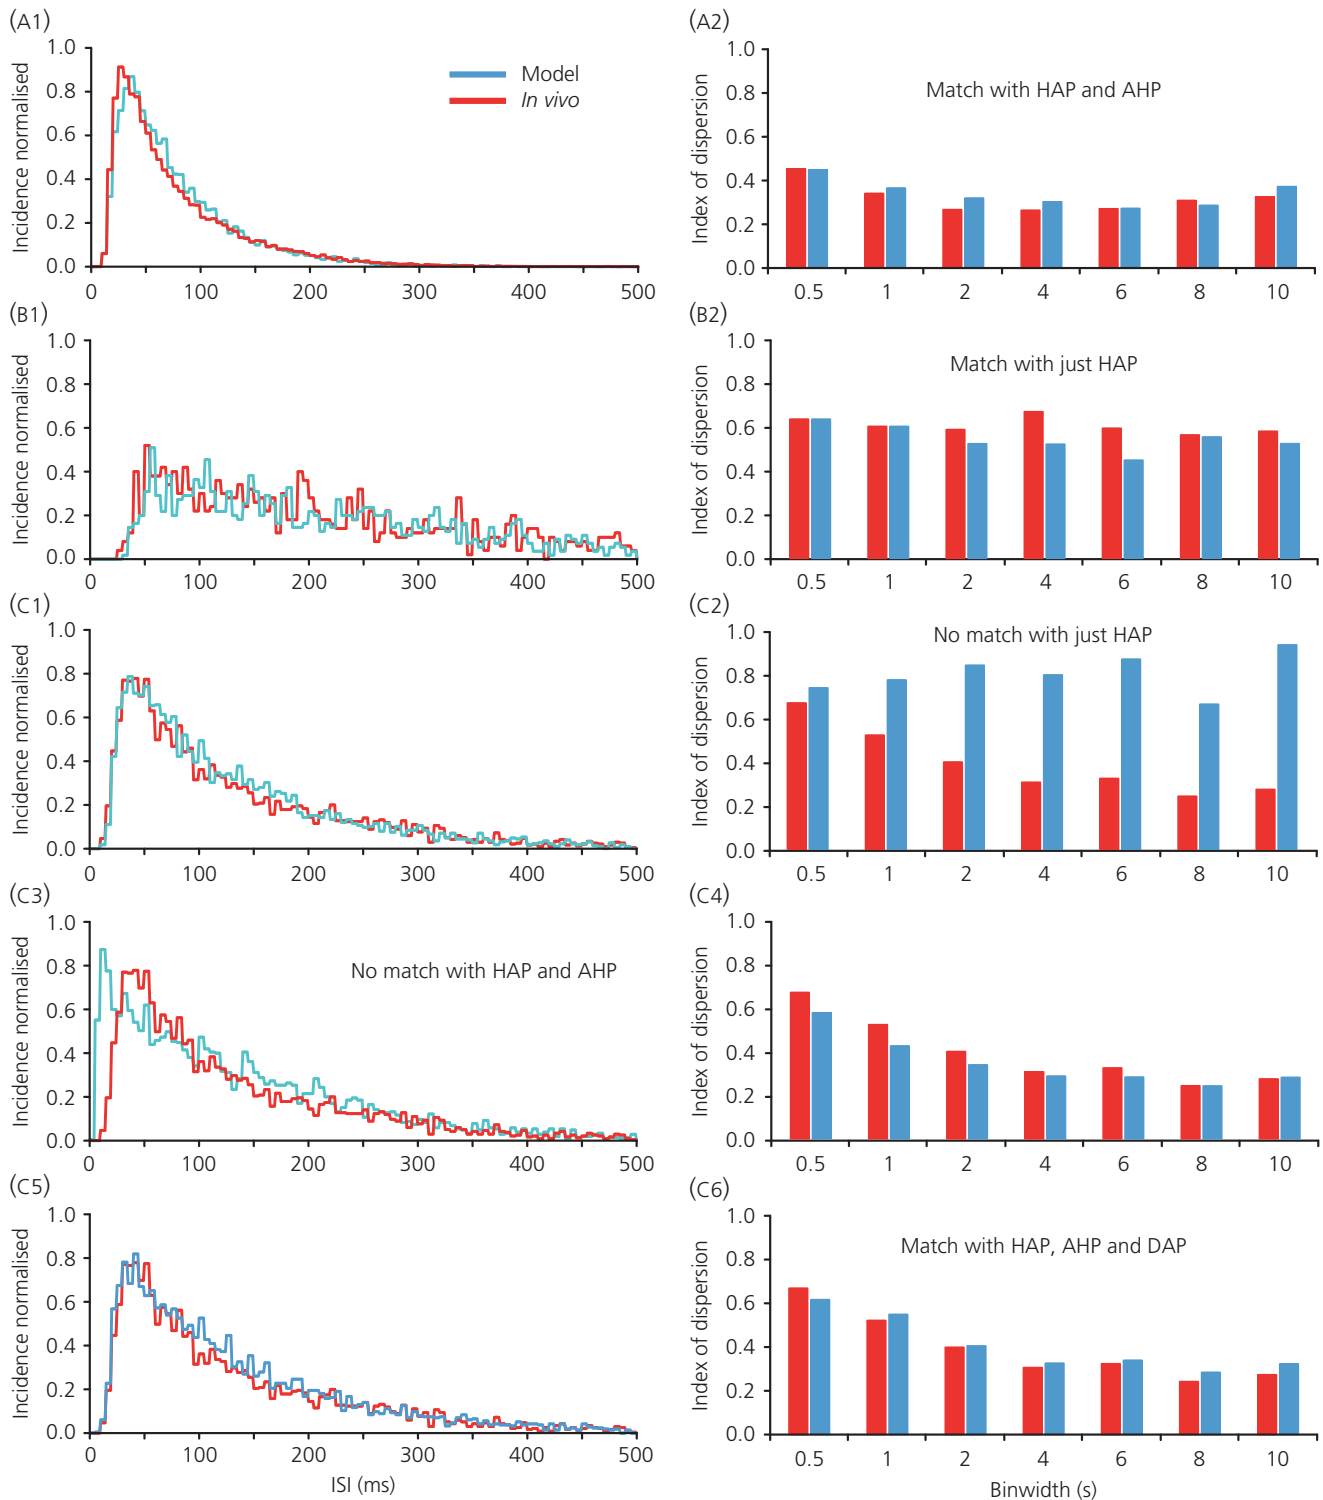 (A1)
Incidence normalised
1.0
0.8
0.6
0.4
0.2
0.0
0 100 200 300 400 500
Model
In vivo
(A2)
Index of dispersion
1.0
0.8
0.6
0.4
0.2
0.0
Match with HAP and AHP
0.5 1 2 4 6 8 10
(B1)
Incidence normalised
1.0
0.8
0.6
0.4
0.2
0.0
0 100 200 300 400 500
(B2)
Index of dispersion
1.0
0.8
0.6
0.4
0.2
0.0
Match with just HAP
0.5 1 2 4 6 8 10
(C1)
Incidence normalised
1.0
0.8
0.6
0.4
0.2
0.0
0 100 200 300 400 500
(C2)
Index of dispersion
1.0
0.8
0.6
0.4
0.2
0.0
No match with just HAP
0.5 1 2 4 6 8 10
(C3)
Incidence normalised
1.0
0.8
0.6
0.4
0.2
0.0
No match with HAP and AHP
0 100 200 300 400 500
(C4)
Index of dispersion
1.0
0.8
0.6
0.4
0.2
0.0
0.5 1 2 4 6 8 10
(C5)
Incidence normalised
1.0
0.8
0.6
0.4
0.2
0.0
0 100 200 300 400 500
ISI (ms)
(C6)
Index of dispersion
1.0
0.8
0.6
0.4
0.2
0.0
Match with HAP, AHP and DAP
0.5 1 2 4 6 8 10
Binwidth (s)